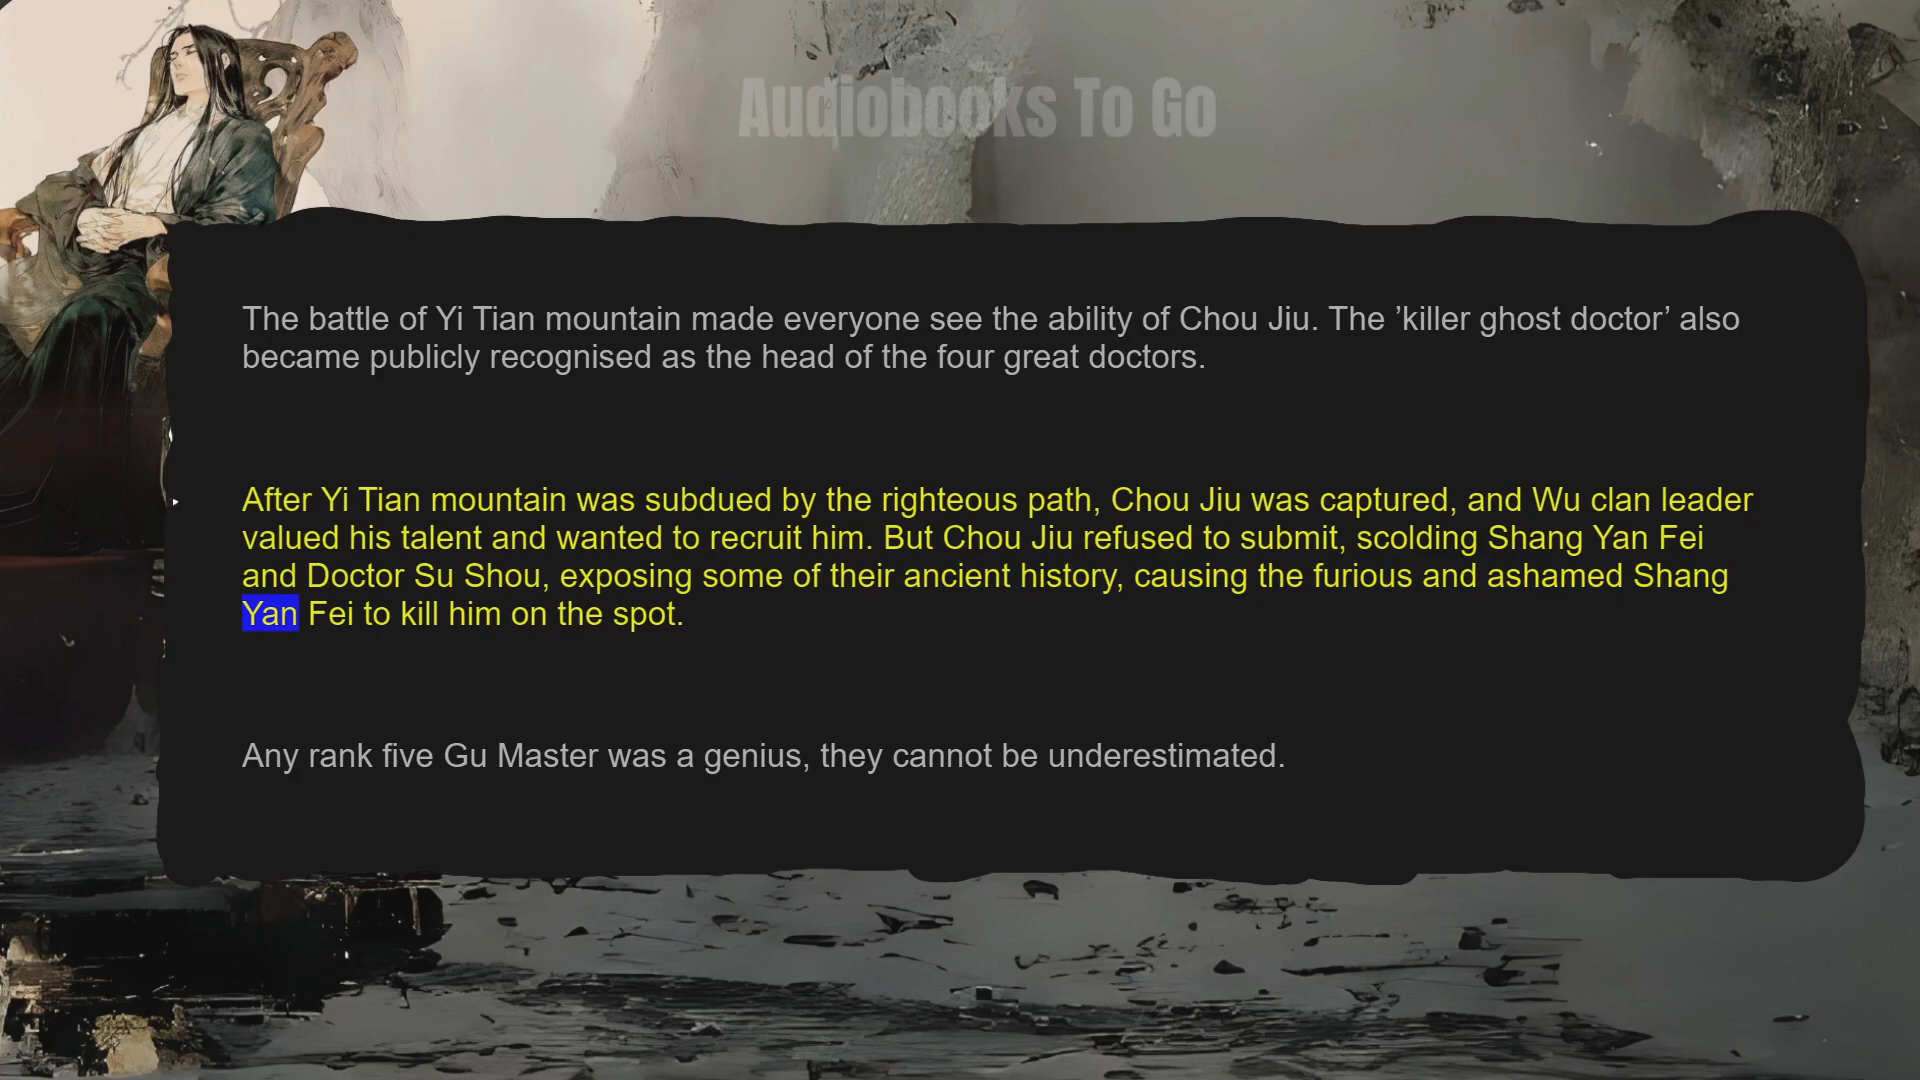 Audiobooks To Go
The battle of Yi Tian mountain made everyone see the ability of Chou Jiu. The ’killer ghost doctor’ also
became publicly recognised as the head of the four great doctors.
After Yi Tian mountain was subdued by the righteous path, Chou Jiu was captured, and Wu clan leader
valued his talent and wanted to recruit him. But Chou Jiu refused to submit, scolding Shang Yan Fei
and Doctor Su Shou, exposing some of their ancient history, causing the furious and ashamed Shang
Yan Fei to kill him on the spot.
Any rank five Gu Master was a genius, they cannot be underestimated.